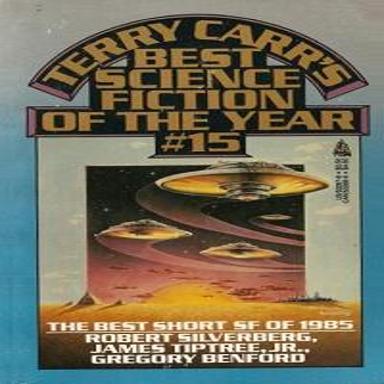 TERRY CARR'S
BEST
SCIENCE
FICTION
OF THE YEAR
#15
THE BEST SHORT SF OF 1985
ROBERT SILVERBERG,
JAMES TIPTREE, JR.,
GREGORY BENFORD